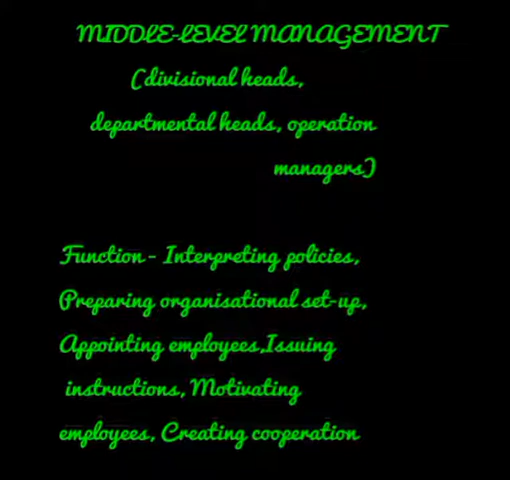 MIDDLE-LEVEL MANAGEMENT
(divisional heads,
departmental heads, operation
managers)
Function - Interpreting policies,
Preparing organisational set-up,
Appointing employees,Issuing
instructions, Motivating
employees, Creating cooperation